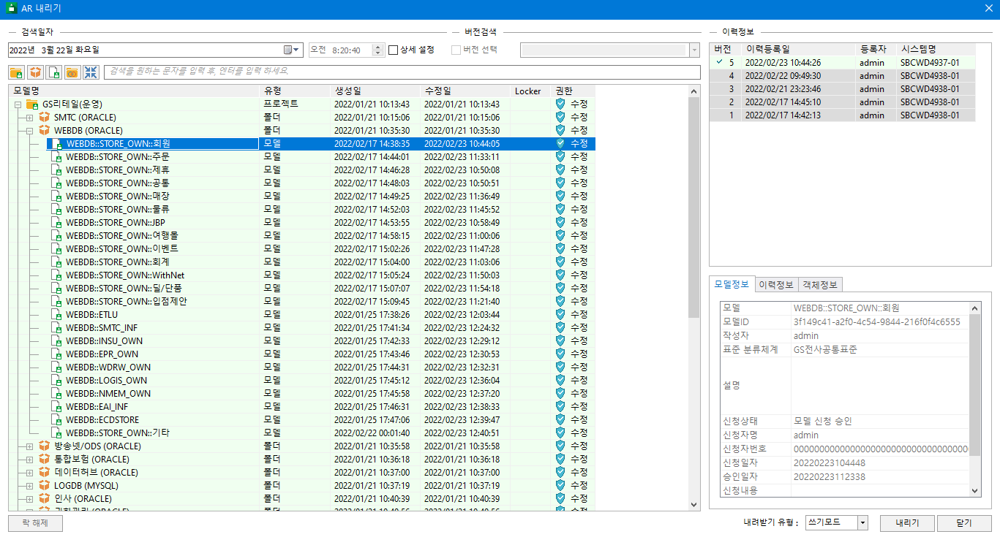 AR 내리기
검색일자
2022년 3월 22일 화요일
오전 8:20:40
상세 설정
버전검색
버전 선택
검색을 원하는 문자를 입력 후, 엔터를 입력 하세요.
모델명 유형 생성일 수정일 Locker 권한
GS리테일(운영) 프로젝트 2022/01/21 10:13:43 2022/01/21 10:13:43 수정
SMTC (ORACLE) 폴더 2022/01/21 10:15:06 2022/01/21 10:15:06 수정
WEBDB (ORACLE) 폴더 2022/01/21 10:35:30 2022/01/21 10:35:30 수정
WEBDB::STORE_OWN::회원 모델 2022/02/17 14:38:35 2022/02/23 10:44:05 수정
WEBDB::STORE_OWN::주문 모델 2022/02/17 14:44:01 2022/02/23 11:33:11 수정
WEBDB::STORE_OWN::제휴 모델 2022/02/17 14:46:28 2022/02/23 10:50:08 수정
WEBDB::STORE_OWN::공통 모델 2022/02/17 14:48:03 2022/02/23 10:50:51 수정
WEBDB::STORE_OWN::매장 모델 2022/02/17 14:49:25 2022/02/23 11:36:49 수정
WEBDB::STORE_OWN::물류 모델 2022/02/17 14:52:03 2022/02/23 11:45:52 수정
WEBDB::STORE_OWN::JBP 모델 2022/02/17 14:53:55 2022/02/23 10:58:49 수정
WEBDB::STORE_OWN::여행몰 모델 2022/02/17 14:58:15 2022/02/23 11:00:06 수정
WEBDB::STORE_OWN::이벤트 모델 2022/02/17 15:02:26 2022/02/23 11:47:28 수정
WEBDB::STORE_OWN::회계 모델 2022/02/17 15:04:00 2022/02/23 11:03:06 수정
WEBDB::STORE_OWN::WithNet 모델 2022/02/17 15:05:24 2022/02/23 11:50:03 수정
WEBDB::STORE_OWN::딜/단품 모델 2022/02/17 15:07:07 2022/02/23 11:54:18 수정
WEBDB::STORE_OWN::입점제안 모델 2022/02/17 15:09:45 2022/02/23 11:21:40 수정
WEBDB::ETLU 모델 2022/01/25 17:38:26 2022/02/23 12:03:44 수정
WEBDB::SMTC_INF 모델 2022/01/25 17:41:34 2022/02/23 12:24:32 수정
WEBDB::INSU_OWN 모델 2022/01/25 17:42:33 2022/02/23 12:29:12 수정
WEBDB::EPR_OWN 모델 2022/01/25 17:43:46 2022/02/23 12:30:53 수정
WEBDB::WDRW_OWN 모델 2022/01/25 17:44:31 2022/02/23 12:32:31 수정
WEBDB::LOGIS_OWN 모델 2022/01/25 17:45:12 2022/02/23 12:36:04 수정
WEBDB::NMEM_OWN 모델 2022/01/25 17:45:58 2022/02/23 12:37:20 수정
WEBDB::EAI_INF 모델 2022/01/25 17:46:31 2022/02/23 12:38:33 수정
WEBDB::ECDSTORE 모델 2022/01/25 17:47:06 2022/02/23 12:39:47 수정
WEBDB::STORE_OWN::기타 모델 2022/02/22 00:01:40 2022/02/23 12:40:51 수정
방송넷/ODS (ORACLE) 폴더 2022/01/21 10:35:58 2022/01/21 10:35:58 수정
통합보험 (ORACLE) 폴더 2022/01/21 10:36:18 2022/01/21 10:36:18 수정
데이터허브 (ORACLE) 폴더 2022/01/21 10:37:00 2022/01/21 10:37:00 수정
LOGDB (MYSQL) 폴더 2022/01/21 10:37:19 2022/01/21 10:37:19 수정
인사 (ORACLE) 폴더 2022/01/21 10:40:39 2022/01/21 10:40:39 수정
락 해제
이력정보
버전 이력등록일 등록자 시스템명
5 2022/02/23 10:44:26 admin SBCWD4937-01
4 2022/02/22 09:49:30 admin SBCWD4938-01
3 2022/02/21 23:23:46 admin SBCWD4938-01
2 2022/02/17 14:45:10 admin SBCWD4938-01
1 2022/02/17 14:42:13 admin SBCWD4938-01
모델정보 이력정보 객체정보
모델 WEBDB::STORE_OWN::회원
모델ID 3f149c41-a2f0-4c54-9844-216f0f4c6555
작성자 admin
표준 분류체계 GS전사공통표준
설명
신청상태 모델 신청 승인
신청자명 admin
신청자번호 00000000000000000000000000000000
신청일자 20220223104448
승인일자 20220223112338
신청내용
내려받기 유형 : 쓰기모드 내리기 닫기